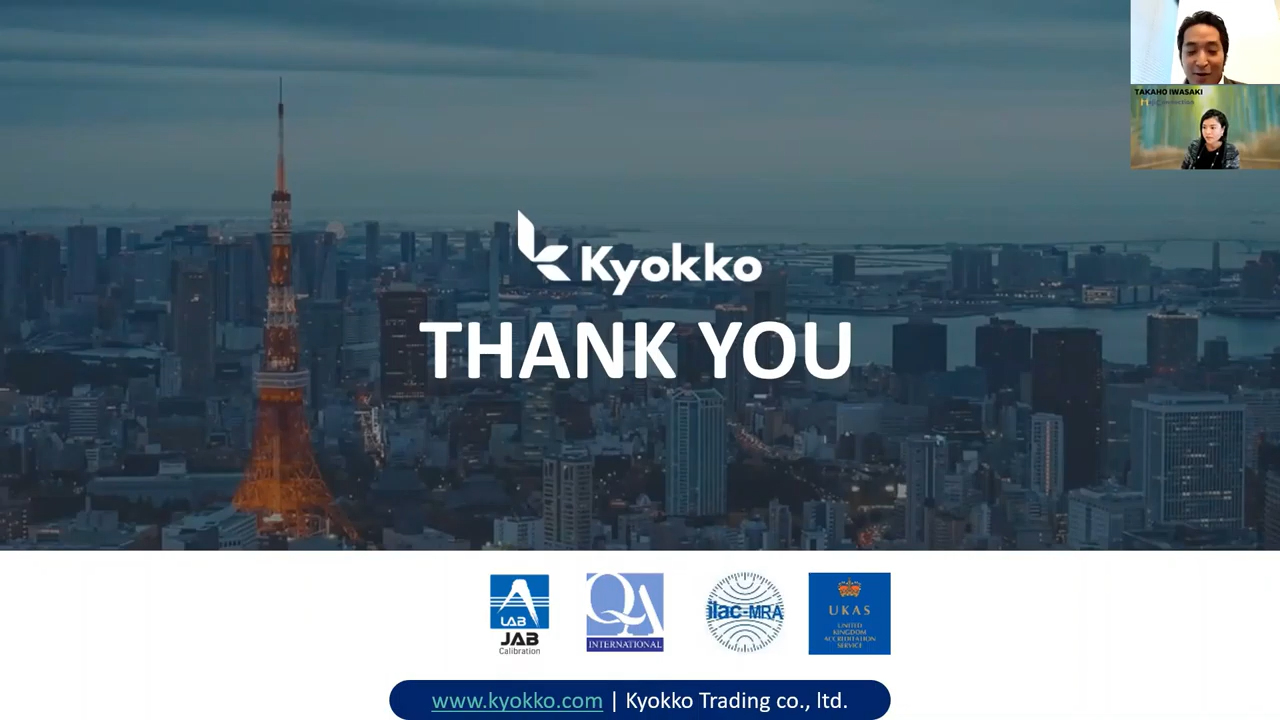 TAKAHO IWASAKI
Kyokko
THANK YOU
LAB
JAB
Calibration
QA
INTERNATIONAL
ilac-MRA
UKAS
UNITED
KINGDOM
ACCREDITATION
SERVICE
www.kyokko.com | Kyokko Trading co., ltd.